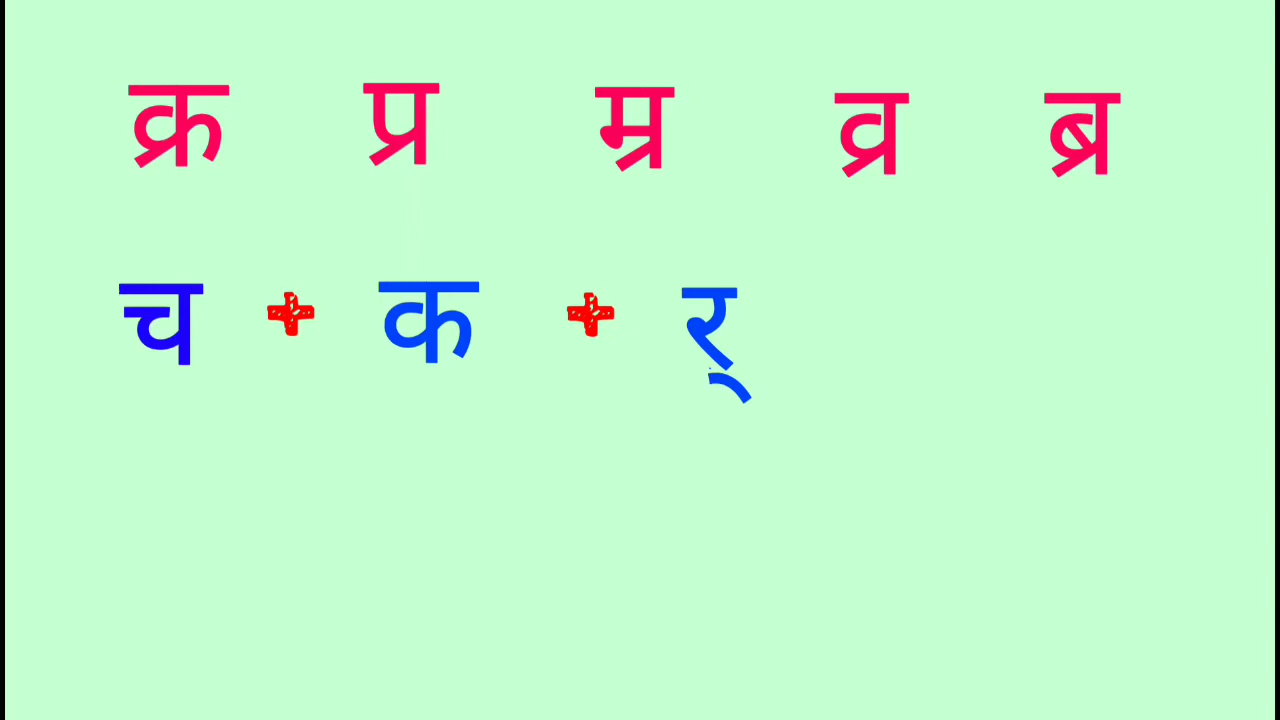 क्र प्र म्र व्र ब्र
च + क + र्